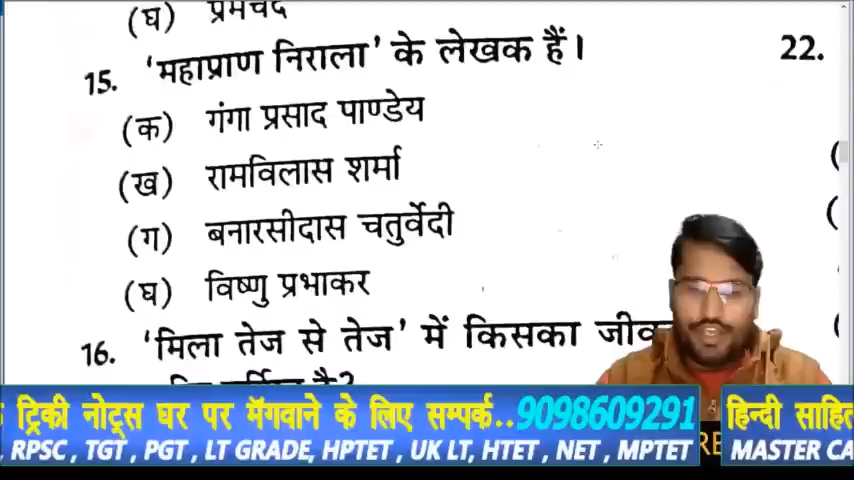 (घ) प्रेमचंद
15. 'महाप्राण निराला' के लेखक हैं।
22.
(क) गंगा प्रसाद पाण्डेय
(ख) रामविलास शर्मा
(ग) बनारसीदास चतुर्वेदी
(घ) विष्णु प्रभाकर
16. 'मिला तेज से तेज' में किसका
ट्रिकी नोट्स घर पर मॅगवाने के लिए सम्पर्क..9098609291
हिन्दी
, RPSC , TGT , PGT , LT GRADE, HPTET , UK LT, HTET , NET , MPTET
MASTER